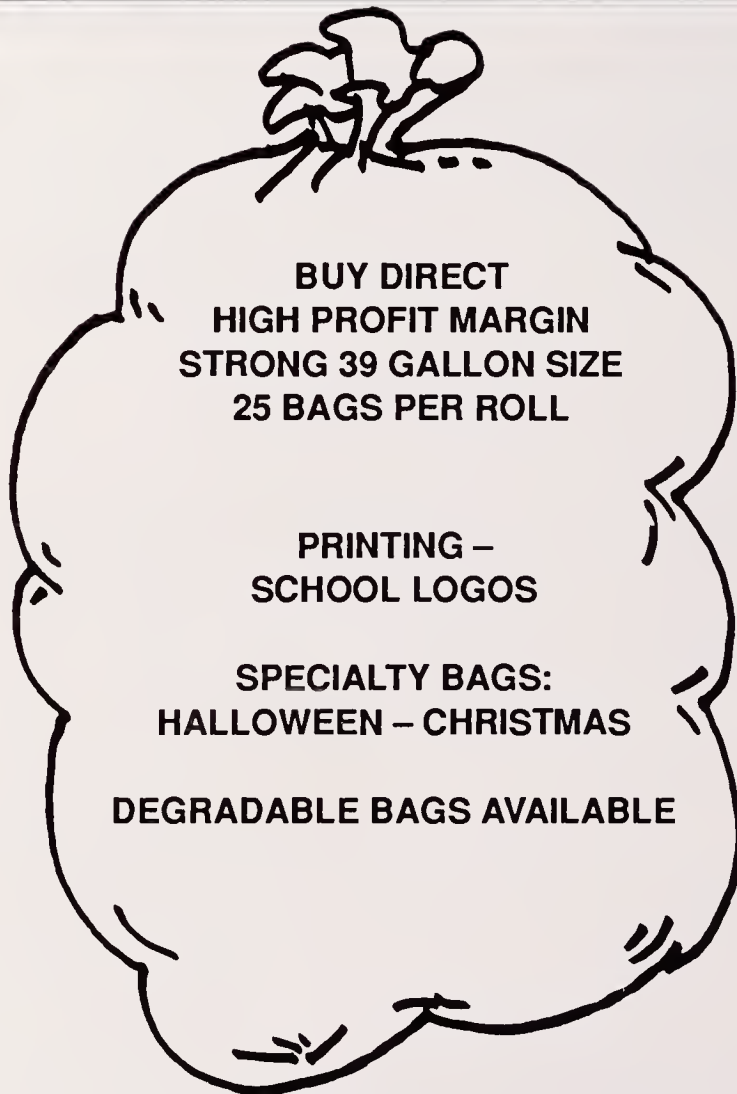 BUY DIRECT
HIGH PROFIT MARGIN
STRONG 39 GALLON SIZE
25 BAGS PER ROLL
PRINTING –
SCHOOL LOGOS
SPECIALTY BAGS:
HALLOWEEN – CHRISTMAS
DEGRADABLE BAGS AVAILABLE